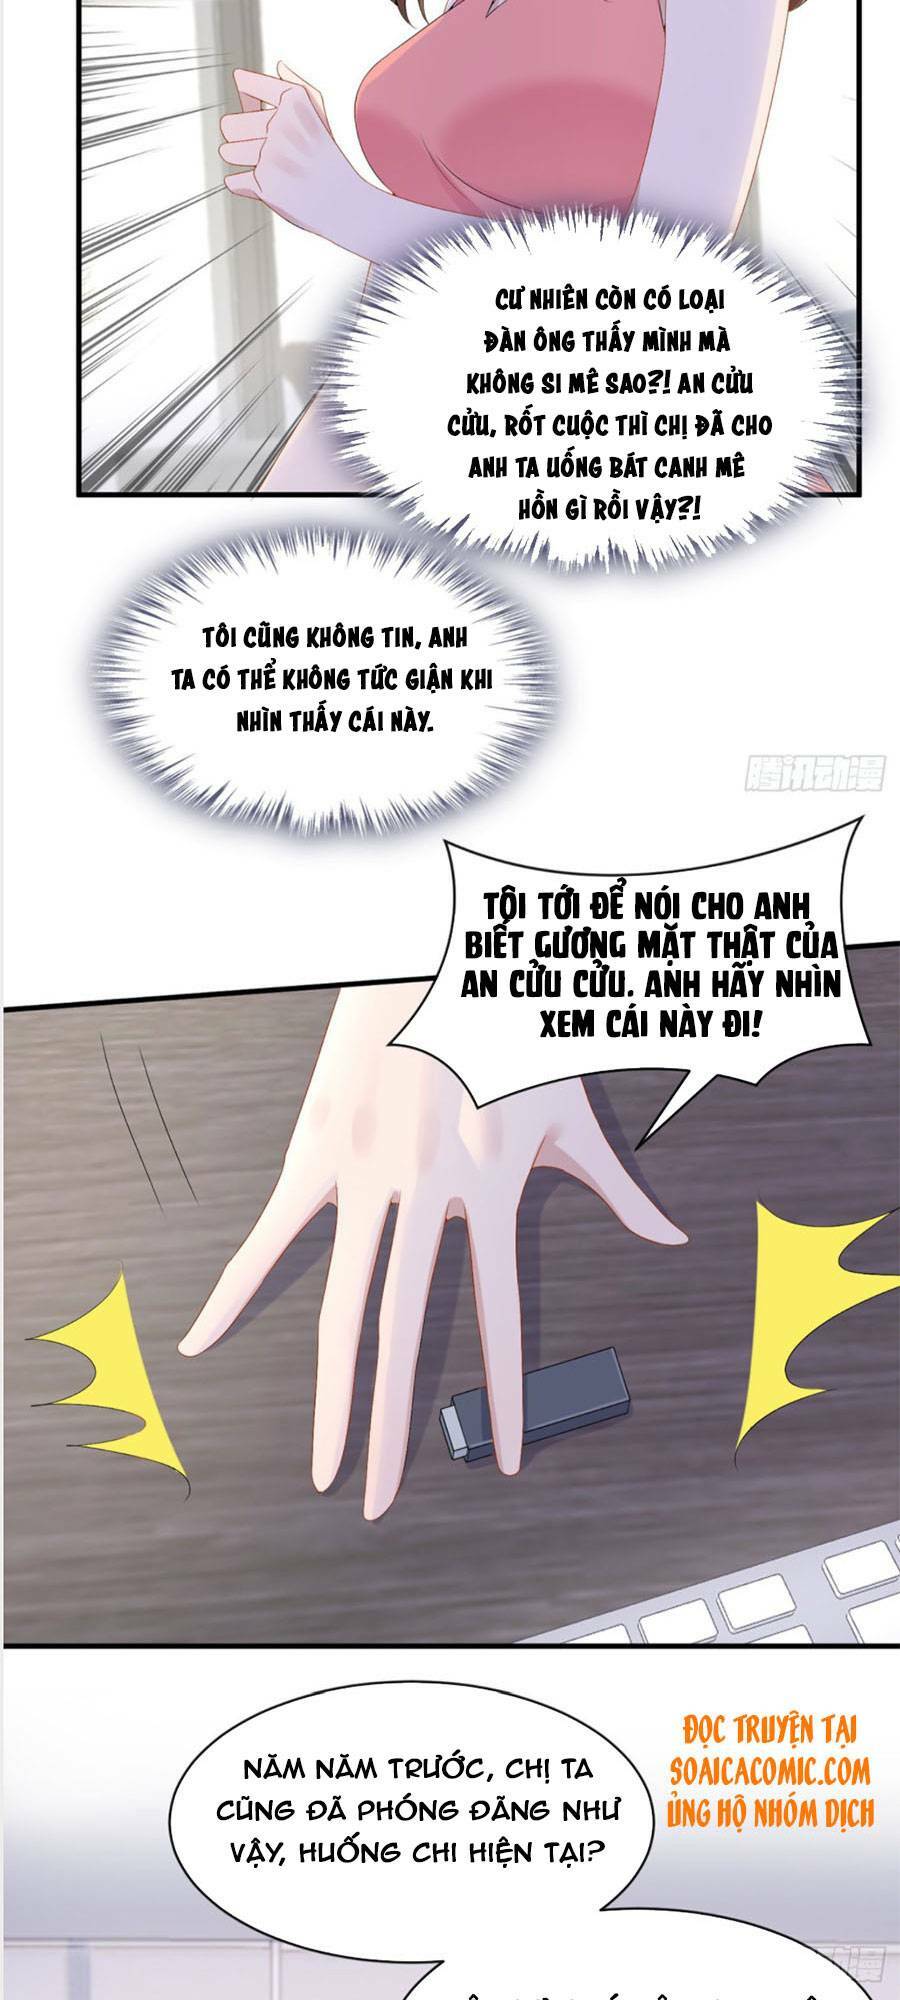 CƯ NHIÊN CÒN CÓ LOẠI
ĐÀN ÔNG THẤY MÌNH MÀ
KHÔNG SI MÊ SAO?! AN CỬU
CỬU, RỐT CUỘC THÌ CHỊ ĐÃ CHO
ANH TA UỐNG BÁT CANH MÊ
HỒN GÌ RỒI VẬY?!
TÔI CŨNG KHÔNG TIN, ANH
TA CÓ THỂ KHÔNG TỨC GIẬN KHI
NHÌN THẤY CÁI NÀY.
腾讯动漫
TÔI TỚI ĐỂ NÓI CHO ANH
BIẾT GƯƠNG MẶT THẬT CỦA
AN CỬU CỬU. ANH HÃY NHÌN
XEM CÁI NÀY ĐI!
ĐỌC TRUYỆN TẠI
SOAICACOMIC.COM
ỦNG HỘ NHÓM DỊCH
NĂM NĂM TRƯỚC, CHỊ TA
CŨNG ĐÃ PHÓNG ĐÃNG NHƯ
VẬY, HUỐNG CHI HIỆN TẠI?